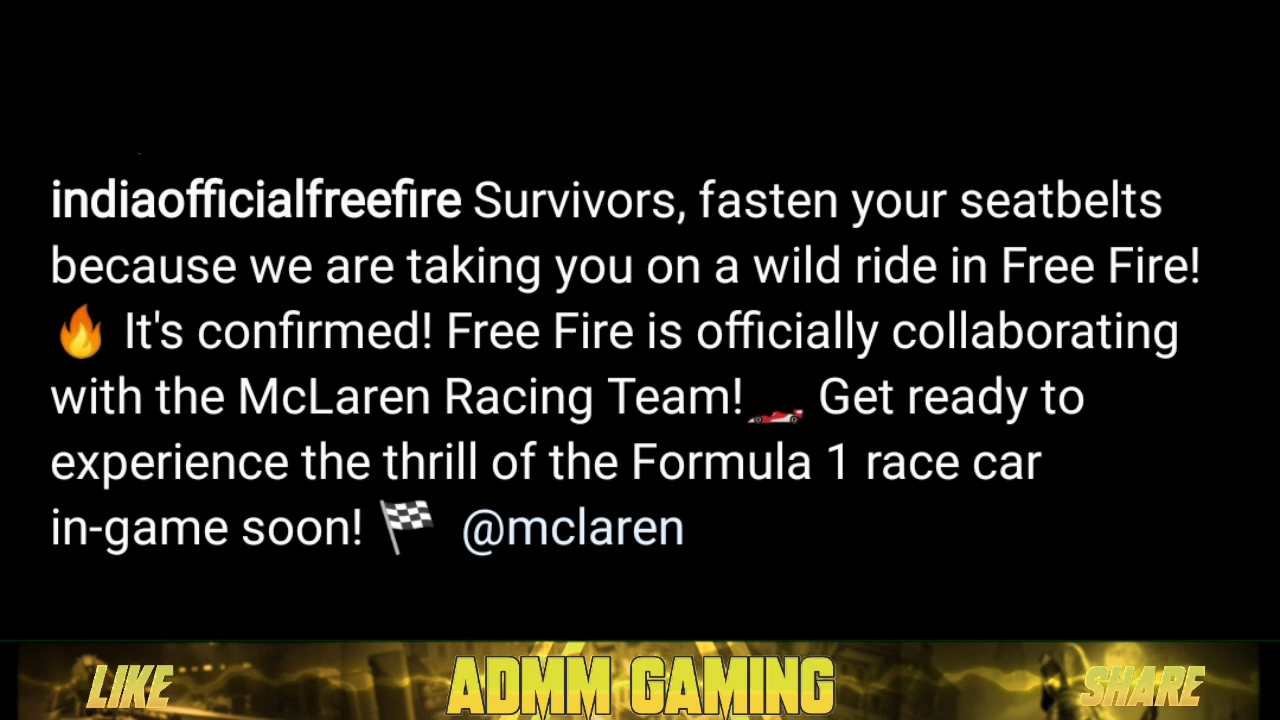 indiaofficialfreefire Survivors, fasten your seatbelts
because we are taking you on a wild ride in Free Fire!
🔥 It's confirmed! Free Fire is officially collaborating
with the McLaren Racing Team!🏎️ Get ready to
experience the thrill of the Formula 1 race car
in-game soon! 🏁 @mclaren
LIKE ADMM GAMING SHARE